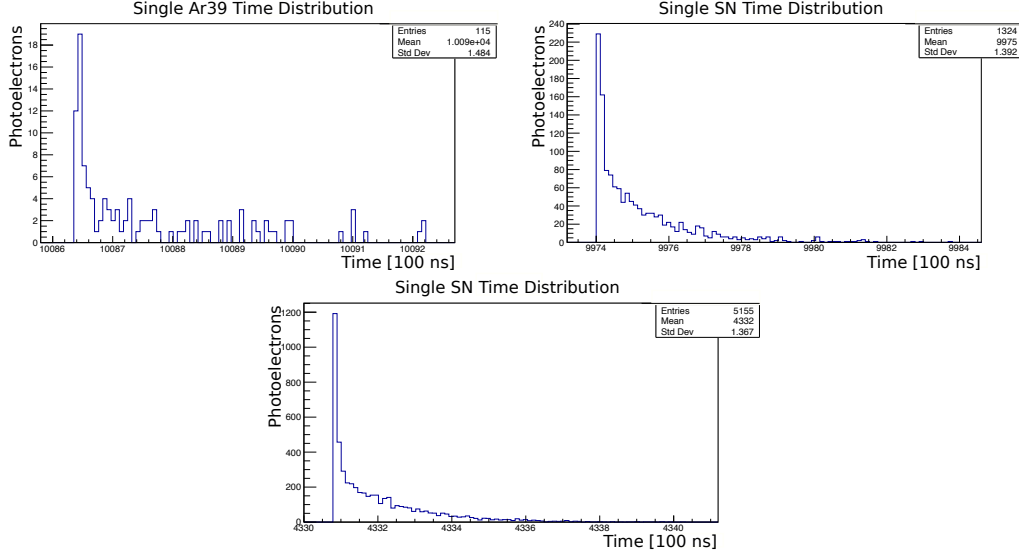 Single Ar39 Time Distribution
Entries 115
Mean 1.009e+04
Std Dev 1.484
Photoelectrons
18
16
14
12
10
8
6
4
2
0
10086 10087 10088 10089 10090 10091 10092
Time [100 ns]
Single SN Time Distribution
Entries 1324
Mean 9975
Std Dev 1.392
Photoelectrons
240
220
200
180
160
140
120
100
80
60
40
20
0
9974 9976 9978 9980 9982 9984
Time [100 ns]
Single SN Time Distribution
Entries 5155
Mean 4332
Std Dev 1.367
Photoelectrons
1200
1000
800
600
400
200
0
4330 4332 4334 4336 4338 4340
Time [100 ns]